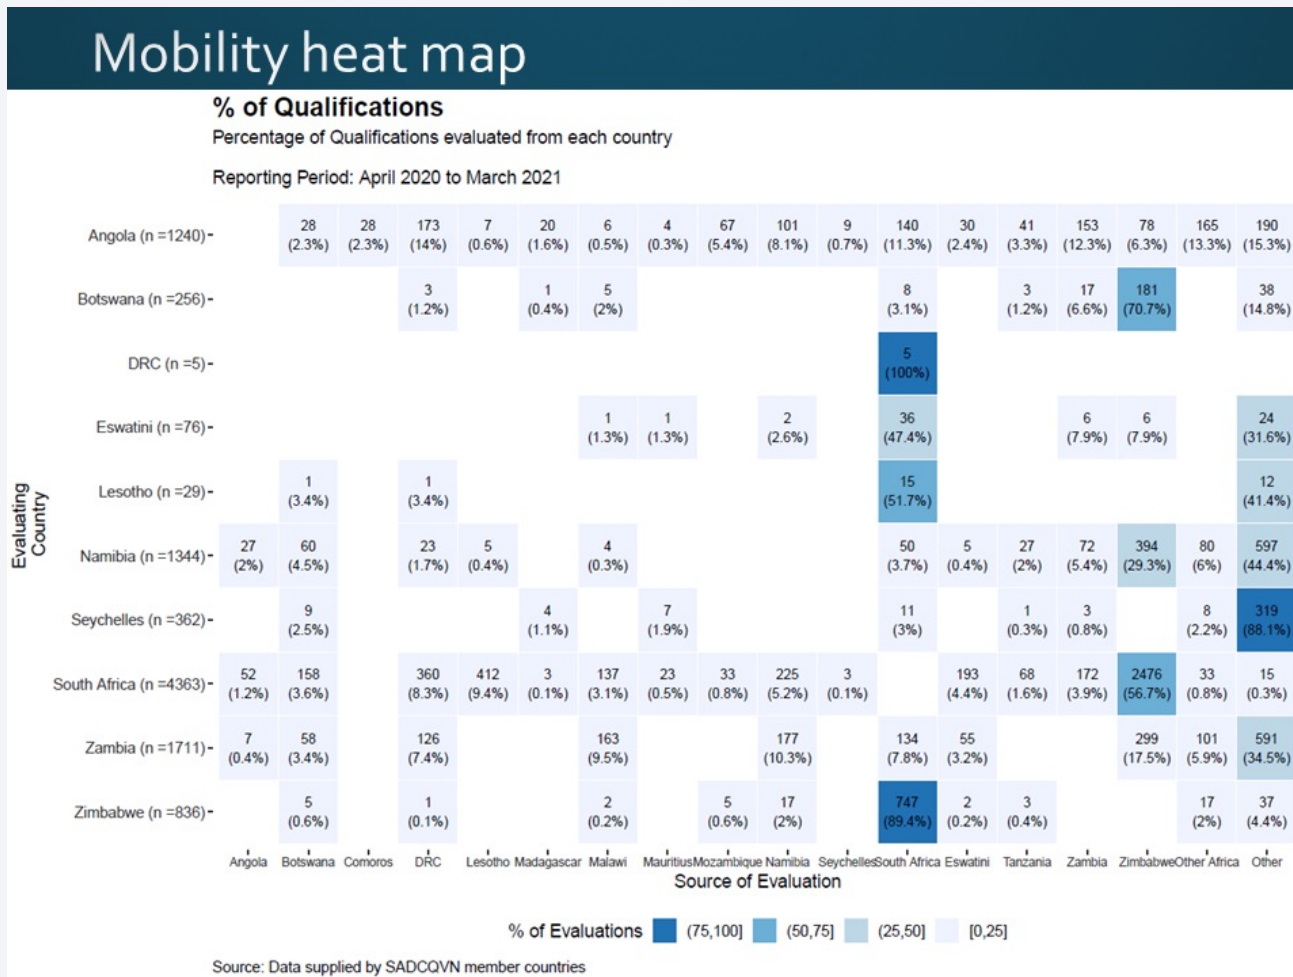 Mobility heat map
% of Qualifications
Percentage of Qualifications evaluated from each country
Reporting Period: April 2020 to March 2021
Evaluating
Country
Angola (n =1240)
28 28 173 7 20 6 4 67 101 9 140 30 41 153 78 165 190
(2.3%) (2.3%) (14%) (0.6%) (1.6%) (0.5%) (0.3%) (5.4%) (8.1%) (0.7%) (11.3%) (2.4%) (3.3%) (12.3%) (6.3%) (13.3%) (15.3%)
Botswana (n =256)
3 1 5 8 3 17 181 38
(1.2%) (0.4%) (2%) (3.1%) (1.2%) (6.6%) (70.7%) (14.8%)
DRC (n =5)
5
(100%)
Eswatini (n =76)
1 1 2 36 6 6 24
(1.3%) (1.3%) (2.6%) (47.4%) (7.9%) (7.9%) (31.6%)
Lesotho (n =29)
1 1 15 12
(3.4%) (3.4%) (51.7%) (41.4%)
Namibia (n =1344)
27 60 23 5 4 50 5 27 72 394 80 597
(2%) (4.5%) (1.7%) (0.4%) (0.3%) (3.7%) (0.4%) (2%) (5.4%) (29.3%) (6%) (44.4%)
Seychelles (n =362)
9 4 7 11 1 3 8 319
(2.5%) (1.1%) (1.9%) (3%) (0.3%) (0.8%) (2.2%) (88.1%)
South Africa (n =4363)
52 158 360 412 3 137 23 33 225 3 193 68 172 2476 33 15
(1.2%) (3.6%) (8.3%) (9.4%) (0.1%) (3.1%) (0.5%) (0.8%) (5.2%) (0.1%) (4.4%) (1.6%) (3.9%) (56.7%) (0.8%) (0.3%)
Zambia (n =1711)
7 58 126 163 177 134 55 299 101 591
(0.4%) (3.4%) (7.4%) (9.5%) (10.3%) (7.8%) (3.2%) (17.5%) (5.9%) (34.5%)
Zimbabwe (n =836)
5 1 2 5 17 747 2 3 17 37
(0.6%) (0.1%) (0.2%) (0.6%) (2%) (89.4%) (0.2%) (0.4%) (2%) (4.4%)
Angola Botswana Comoros DRC Lesotho Madagascar Malawi Mauritius Mozambique Namibia Seychelles South Africa Eswatini Tanzania Zambia Zimbabwe Other Africa Other
Source of Evaluation
% of Evaluations (75,100] (50,75] (25,50] [0,25]
Source: Data supplied by SADCQVN member countries